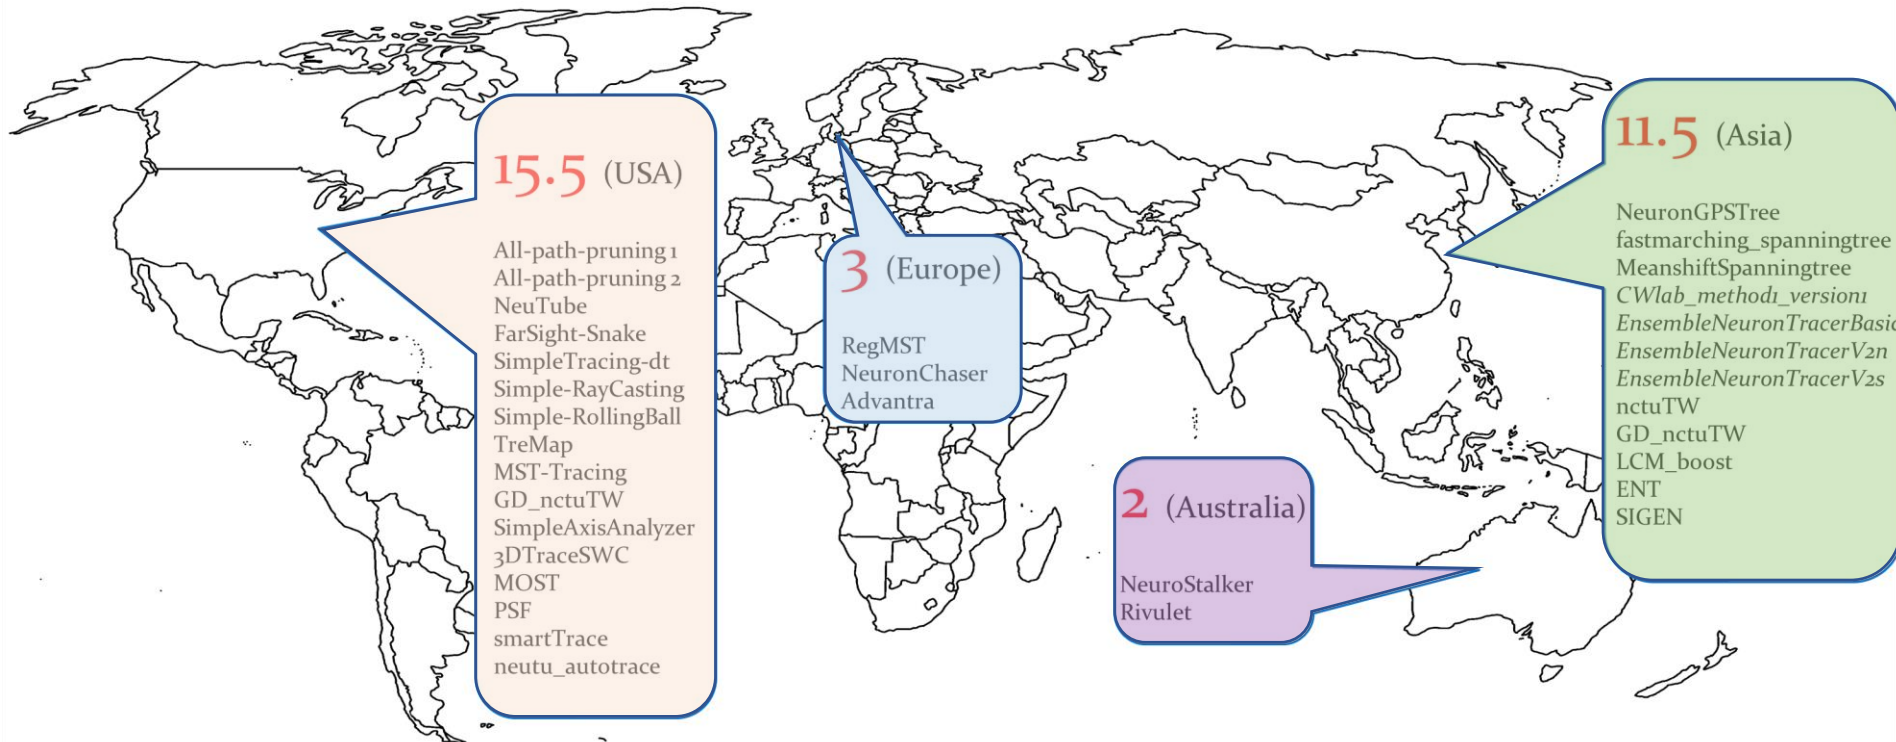 15.5 (USA)
All-path-pruning 1
All-path-pruning 2
NeuTube
FarSight-Snake
SimpleTracing-dt
Simple-RayCasting
Simple-RollingBall
TreMap
MST-Tracing
GD_nctuTW
SimpleAxisAnalyzer
3DTraceSWC
MOST
PSF
smartTrace
neutu_autotrace
3 (Europe)
RegMST
NeuronChaser
Advantra
2 (Australia)
NeuroStalker
Rivulet
11.5 (Asia)
NeuronGPSTree
fastmarching_spanningtree
MeanshiftSpanningtree
CWlab_method1_version1
EnsembleNeuronTracerBasic
EnsembleNeuronTracerV2n
EnsembleNeuronTracerV2s
nctuTW
GD_nctuTW
LCM_boost
ENT
SIGEN